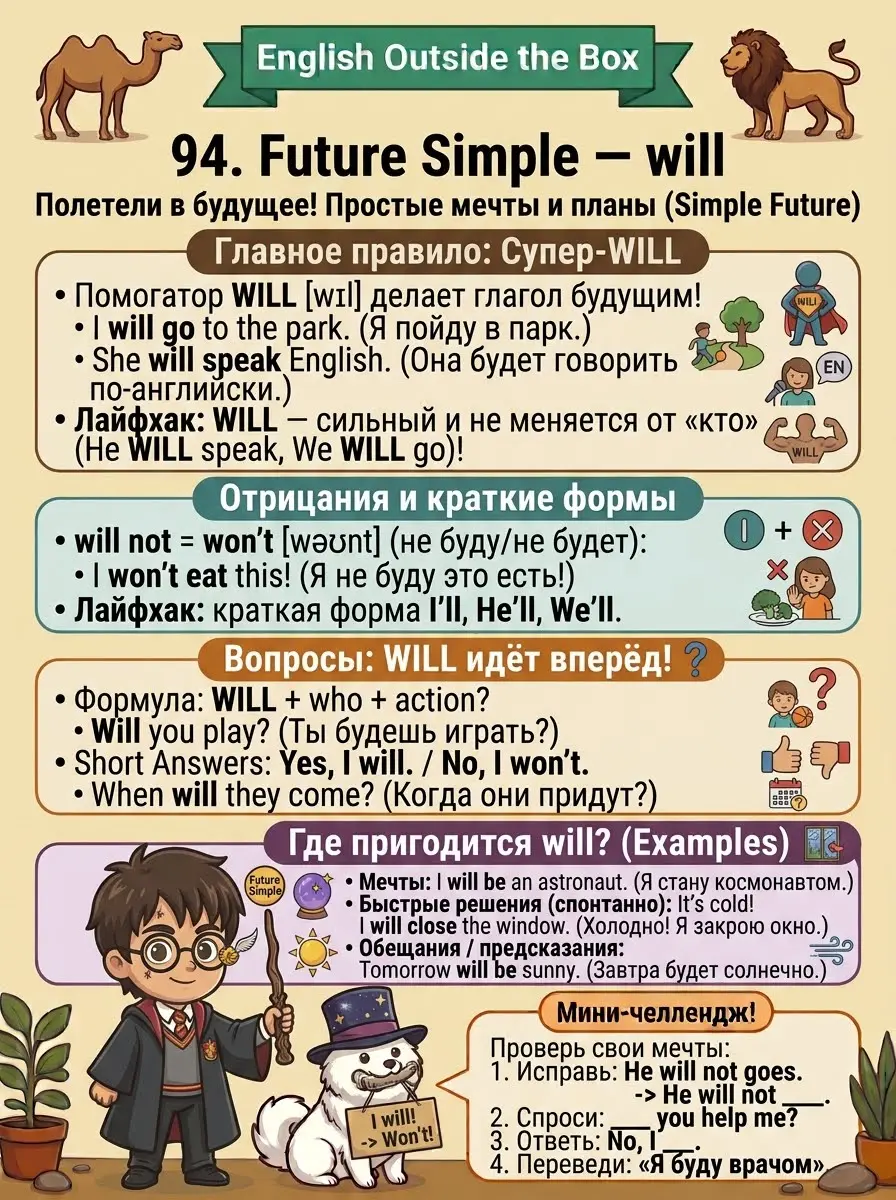 English Outside the Box
94. Future Simple — will
Полетели в будущее! Простые мечты и планы (Simple Future)
Главное правило: Супер-WILL
• Помогатор WILL [wɪl] делает глагол будущим!
• I will go to the park. (Я пойду в парк.)
• She will speak English. (Она будет говорить
по-английски.)
• Лайфхак: WILL — сильный и не меняется от «кто»
(He WILL speak, We WILL go)!
WILL
EN
WILL
Отрицания и краткие формы
• will not = won’t [wəʊnt] (не буду/не будет):
• I won’t eat this! (Я не буду это есть!)
• Лайфхак: краткая форма I’ll, He’ll, We’ll.
I + ×
Вопросы: WILL идёт вперёд! ?
• Формула: WILL + who + action?
• Will you play? (Ты будешь играть?)
• Short Answers: Yes, I will. / No, I won’t.
• When will they come? (Когда они придут?)
?
?
Где пригодится will? (Examples)
Future
Simple
• Мечты: I will be an astronaut. (Я стану космонавтом.)
• Быстрые решения (спонтанно): It’s cold!
I will close the window. (Холодно! Я закрою окно.)
• Обещания / предсказания:
Tomorrow will be sunny. (Завтра будет солнечно.)
I will!
-> Won't!
Мини-челлендж!
Проверь свои мечты:
1. Исправь: He will not goes.
-> He will not ___.
2. Спроси: ___ you help me?
3. Ответь: No, I ___.
4. Переведи: «Я буду врачом».